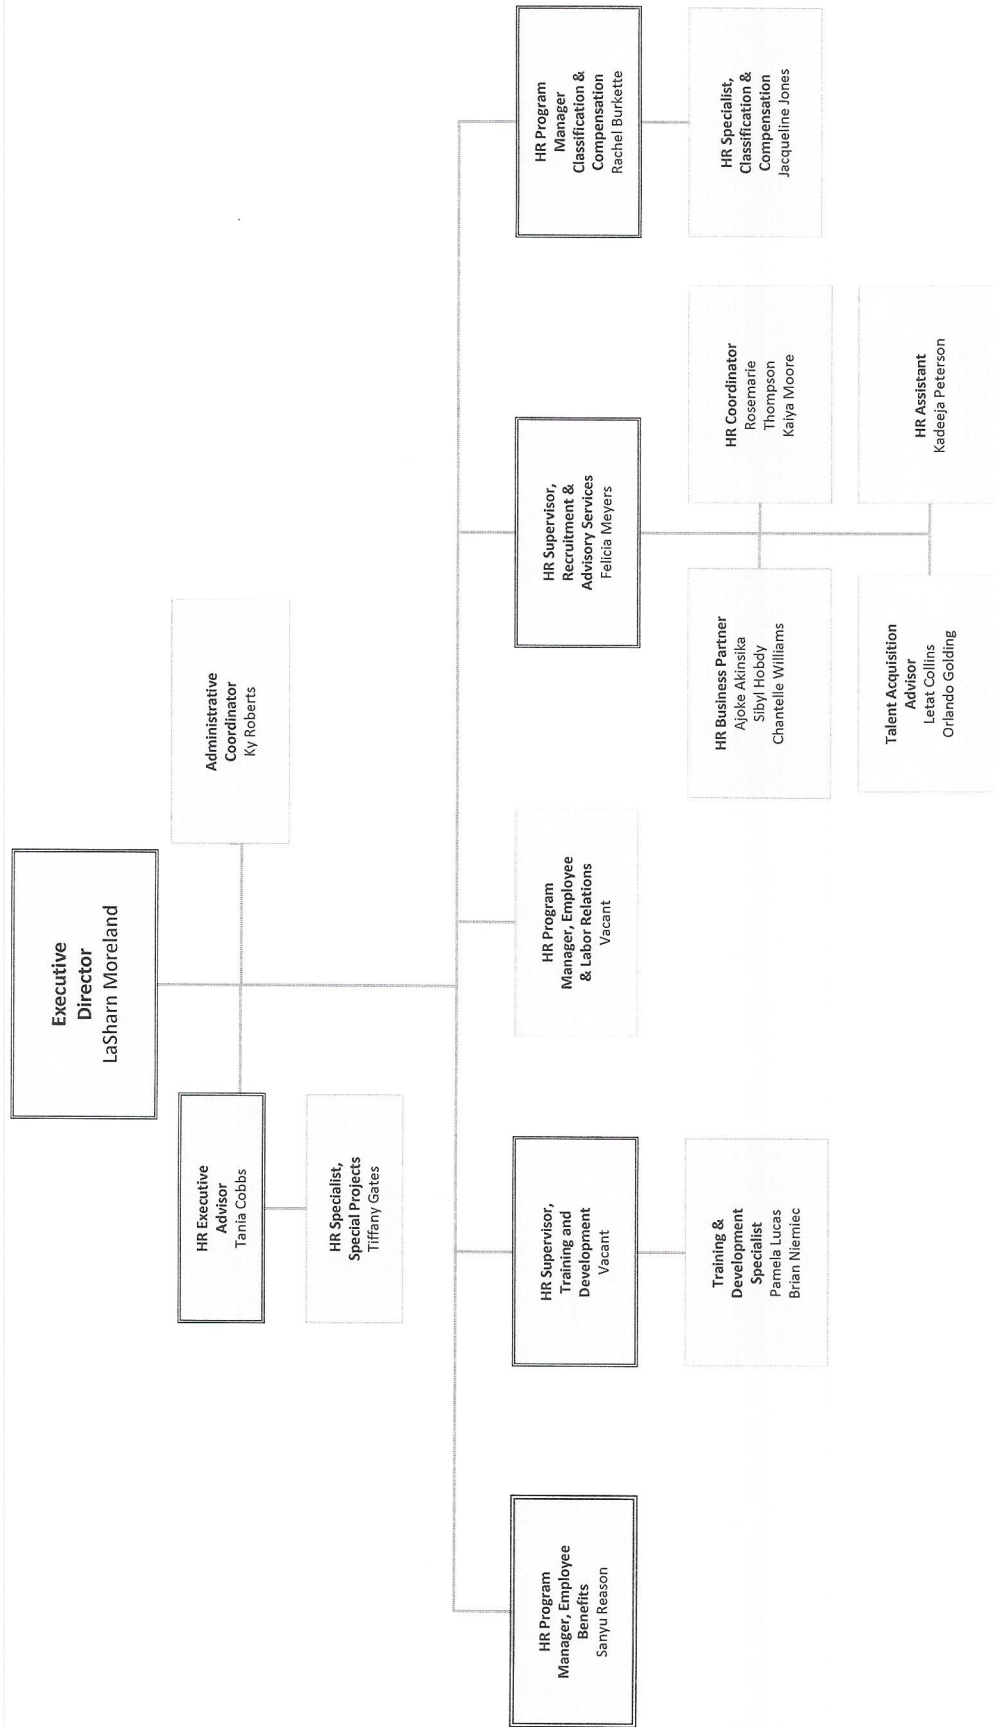 Executive
Director
LaSharn Moreland
HR Executive
Advisor
Tania Cobbs
Administrative
Coordinator
Ky Roberts
HR Specialist,
Special Projects
Tiffany Gates
HR Program
Manager, Employee
Benefits
Sanyu Reason
HR Supervisor,
Training and
Development
Vacant
HR Program
Manager, Employee
& Labor Relations
Vacant
HR Supervisor,
Recruitment &
Advisory Services
Felicia Meyers
HR Program
Manager
Classification &
Compensation
Rachel Burkette
Training &
Development
Specialist
Pamela Lucas
Brian Niemiec
HR Business Partner
Ajoke Akinsika
Sibyl Hobdy
Chantelle Williams
HR Coordinator
Rosemarie
Thompson
Kaiya Moore
HR Specialist,
Classification &
Compensation
Jacqueline Jones
Talent Acquisition
Advisor
Letat Collins
Orlando Golding
HR Assistant
Kadeeja Peterson